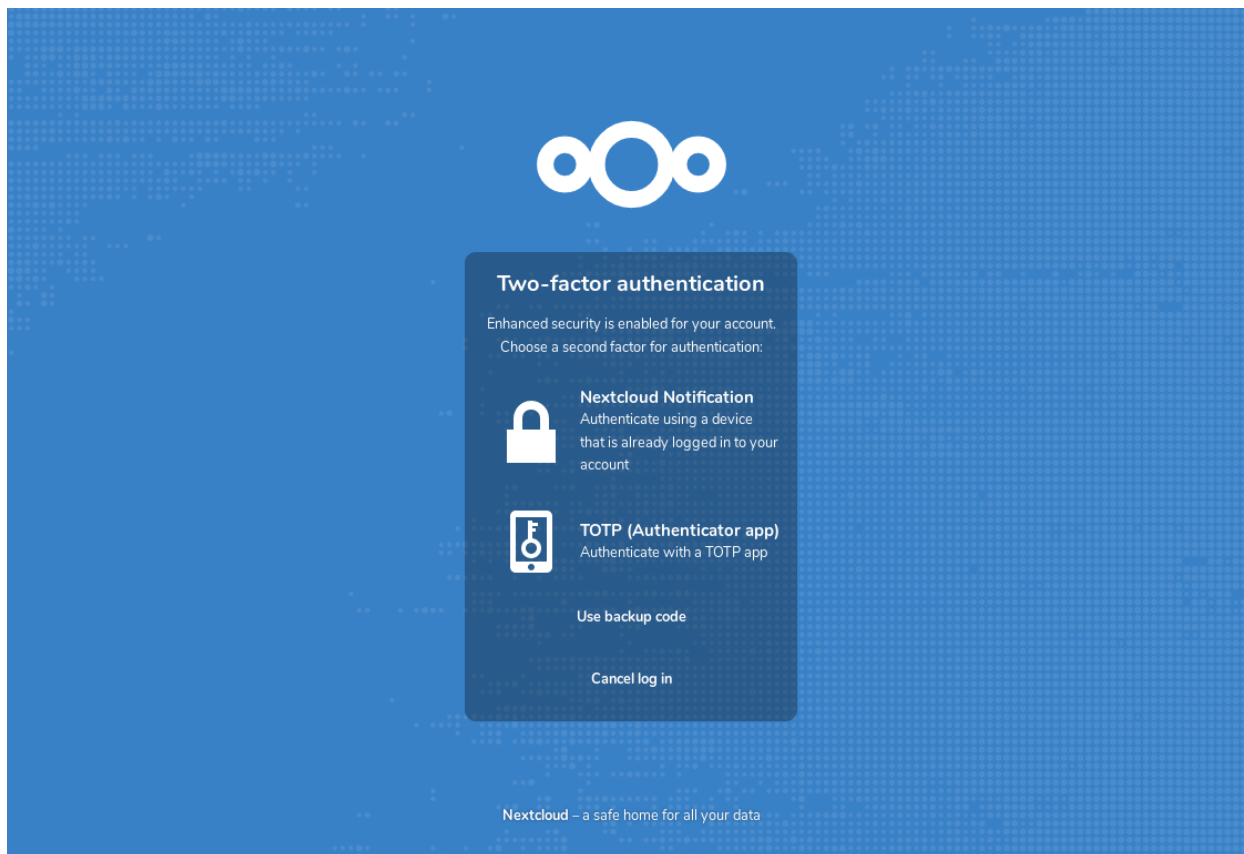 Two-factor authentication
Enhanced security is enabled for your account.
Choose a second factor for authentication:
Nextcloud Notification
Authenticate using a device
that is already logged in to your
account
TOTP (Authenticator app)
Authenticate with a TOTP app
Use backup code
Cancel log in
Nextcloud – a safe home for all your data